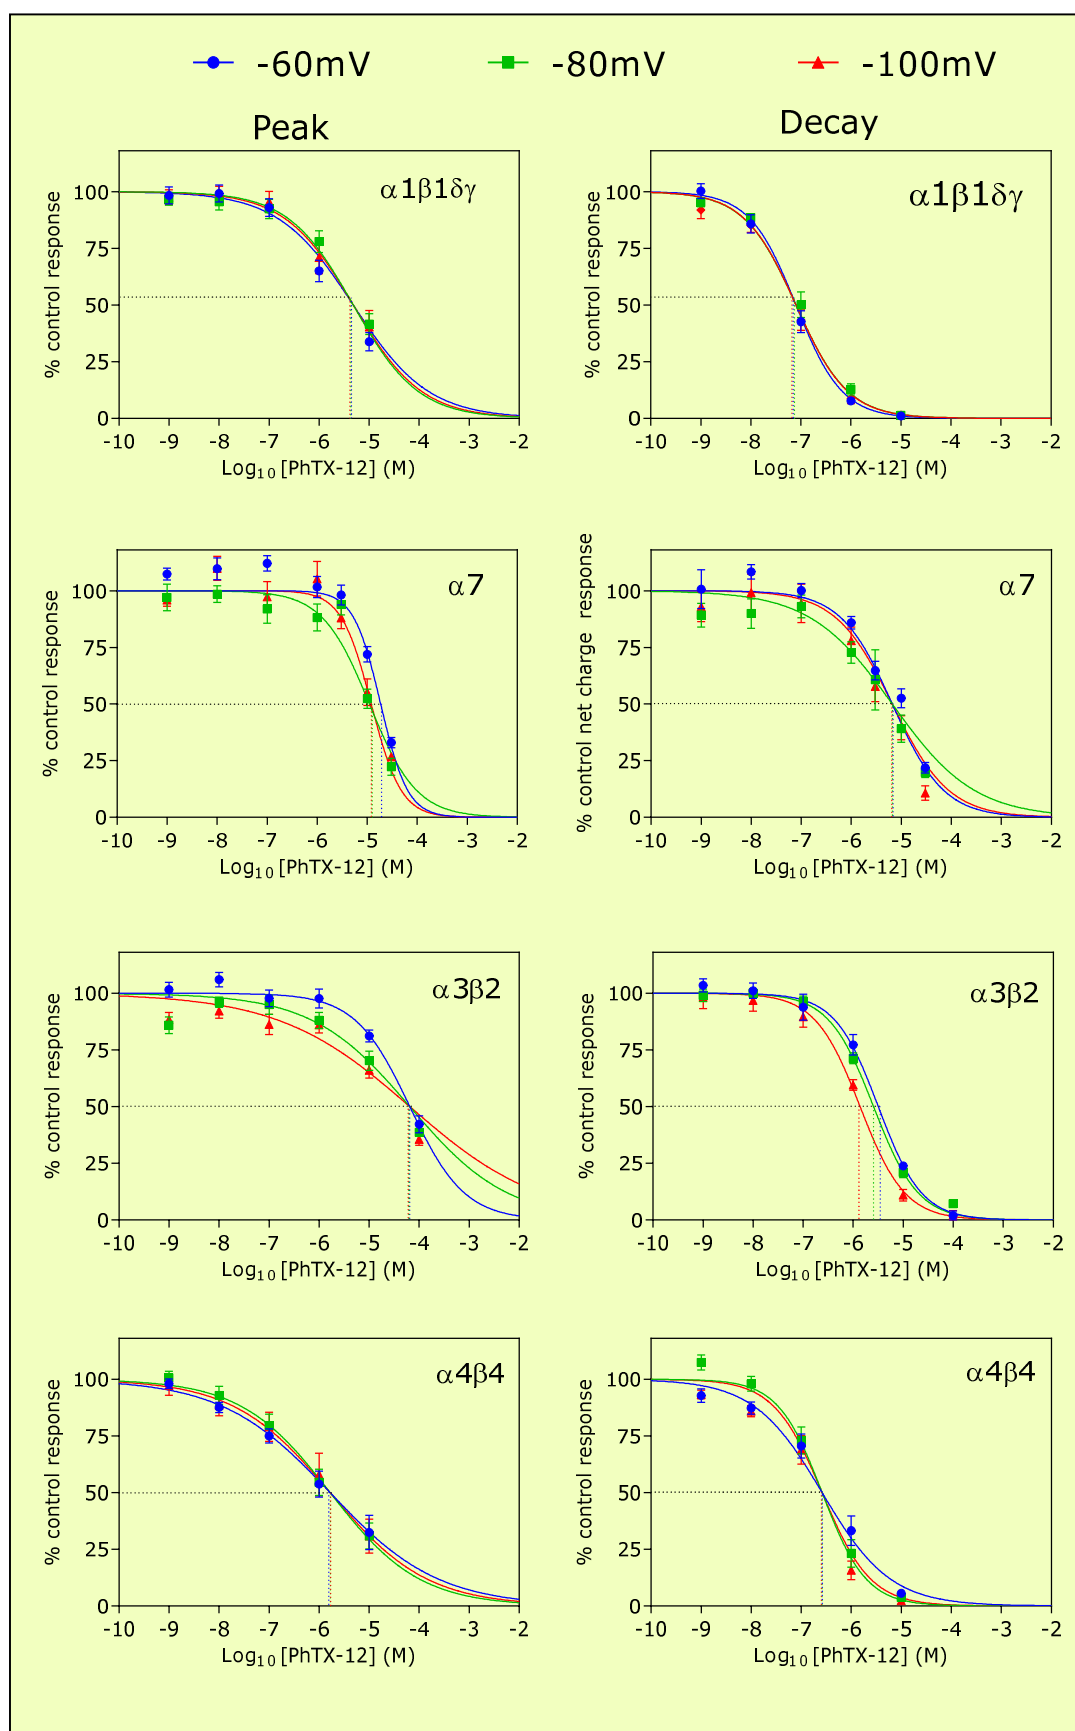 -60mV -80mV -100mV
Peak Decay
α1β1δγ α1β1δγ
% control response % control response
100 75 50 25 0
100 75 50 25 0
-10 -9 -8 -7 -6 -5 -4 -3 -2
-10 -9 -8 -7 -6 -5 -4 -3 -2
Log₁₀ [PhTX-12] (M) Log₁₀ [PhTX-12] (M)
α7 α7
% control response % control net charge response
100 75 50 25 0
100 75 50 25 0
-10 -9 -8 -7 -6 -5 -4 -3 -2
-10 -9 -8 -7 -6 -5 -4 -3 -2
Log₁₀ [PhTX-12] (M) Log₁₀ [PhTX-12] (M)
α3β2 α3β2
% control response % control response
100 75 50 25 0
100 75 50 25 0
-10 -9 -8 -7 -6 -5 -4 -3 -2
-10 -9 -8 -7 -6 -5 -4 -3 -2
Log₁₀ [PhTX-12] (M) Log₁₀ [PhTX-12] (M)
α4β4 α4β4
% control response % control response
100 75 50 25 0
100 75 50 25 0
-10 -9 -8 -7 -6 -5 -4 -3 -2
-10 -9 -8 -7 -6 -5 -4 -3 -2
Log₁₀ [PhTX-12] (M) Log₁₀ [PhTX-12] (M)